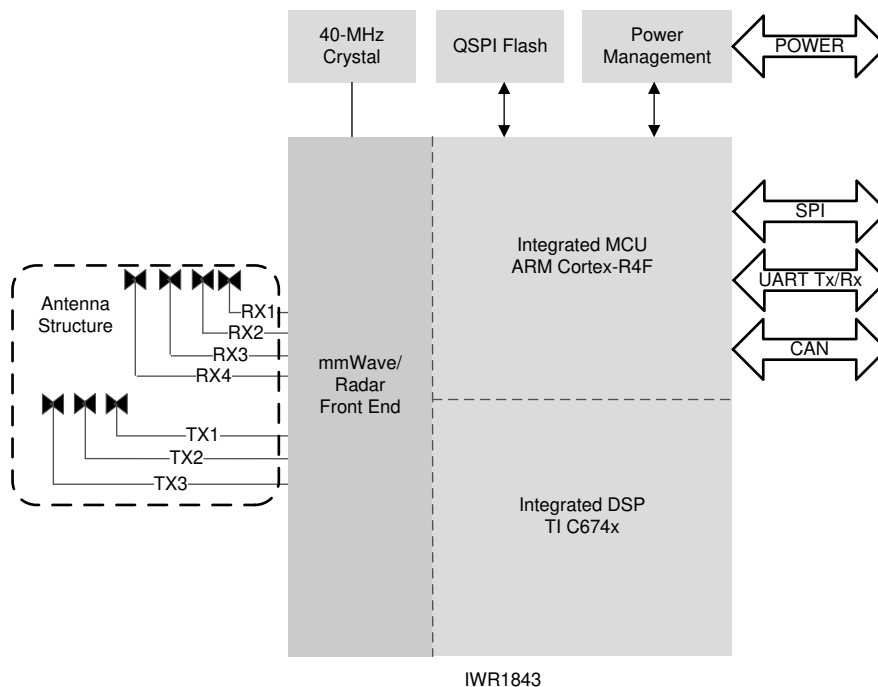 40-MHz
Crystal
QSPI Flash
Power
Management
POWER
SPI
Integrated MCU
ARM Cortex-R4F
UART Tx/Rx
CAN
Antenna
Structure
RX1
RX2
RX3
RX4
mmWave/
Radar
Front End
TX1
TX2
TX3
Integrated DSP
TI C674x
IWR1843